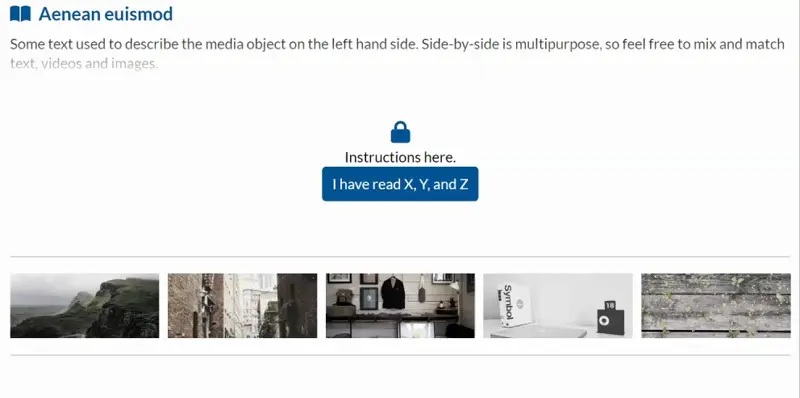 Aenean euismod
Some text used to describe the media object on the left hand side. Side-by-side is multipurpose, so feel free to mix and match
text, videos and images.
Instructions here.
I have read X, Y, and Z
Symbol
18